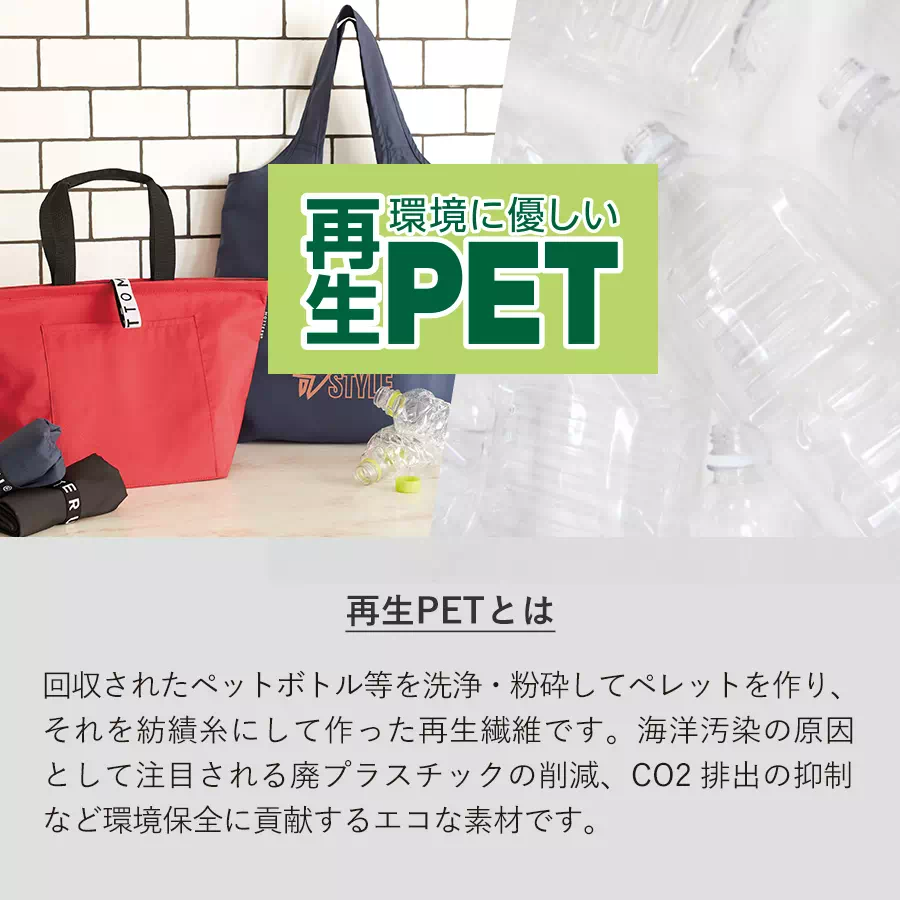 環境に優しい
再生PET
STYLE
TTOM
ERU
再生PETとは
回収されたペットボトル等を洗浄・粉砕してペレットを作り、
それを紡績糸にして作った再生繊維です。海洋汚染の原因
として注目される廃プラスチックの削減、CO2 排出の抑制
など環境保全に貢献するエコな素材です。